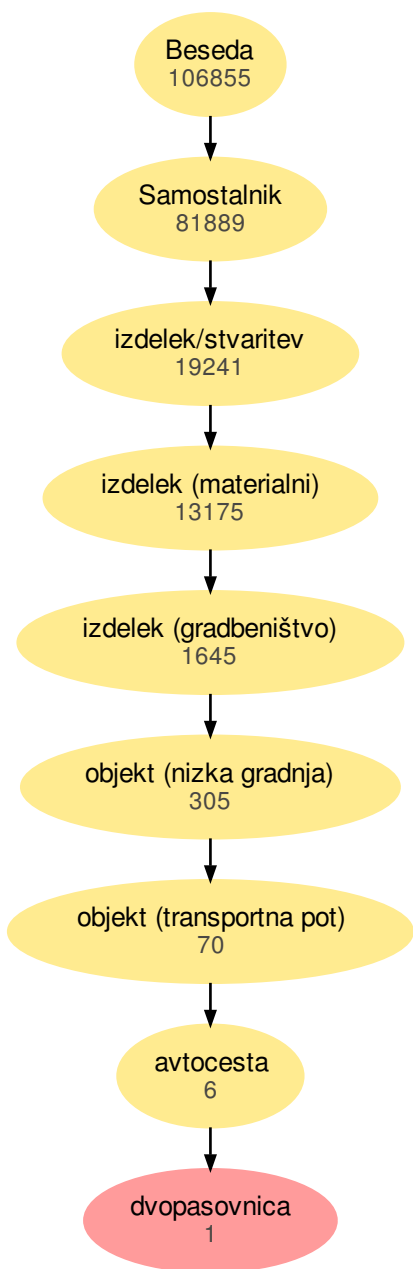 Beseda
106855
Samostalnik
81889
izdelek/stvaritev
19241
izdelek (materialni)
13175
izdelek (gradbeništvo)
1645
objekt (nizka gradnja)
305
objekt (transportna pot)
70
avtocesta
6
dvopasovnica
1